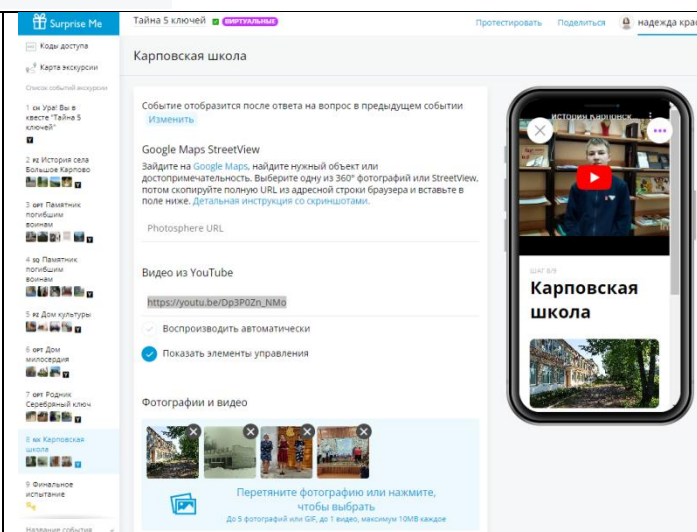 Surprise Me
Тайна 5 ключей ВИРТУАЛЬНЫЕ
Протестировать Поделиться надежда крас
Коды доступа
Карта экскурсии
Список событий экскурсии
1 Ура! Вы в
квесте "Тайна 5
ключей"
2 История села
Большое Карпово
3 Памятник
погибшим
воинам
4 Памятник
погибшим
воинам
5 Дом культуры
6 Дом
милосердия
7 Родник
Серебряный ключ
8 Карповская
школа
9 Финальное
испытание
Название события
Карповская школа
Событие отобразится после ответа на вопрос в предыдущем событии
Изменить
Google Maps StreetView
Зайдите на Google Maps, найдите нужный объект или
достопримечательность. Выберите одну из 360° фотографий или StreetView,
потом скопируйте полную URL из адресной строки браузера и вставьте в
поле ниже. Детальная инструкция со скриншотами.
Photosphere URL
Видео из YouTube
https://youtu.be/Dp3P0Zn_NMo
Воспроизводить автоматически
Показать элементы управления
Фотографии и видео
Перетяните фотографию или нажмите,
чтобы выбрать
До 5 фотографий или GIF, до 1 видео, максимум 10MB каждое
история Карповск...
ШАГ 8/9
Карповская
школа